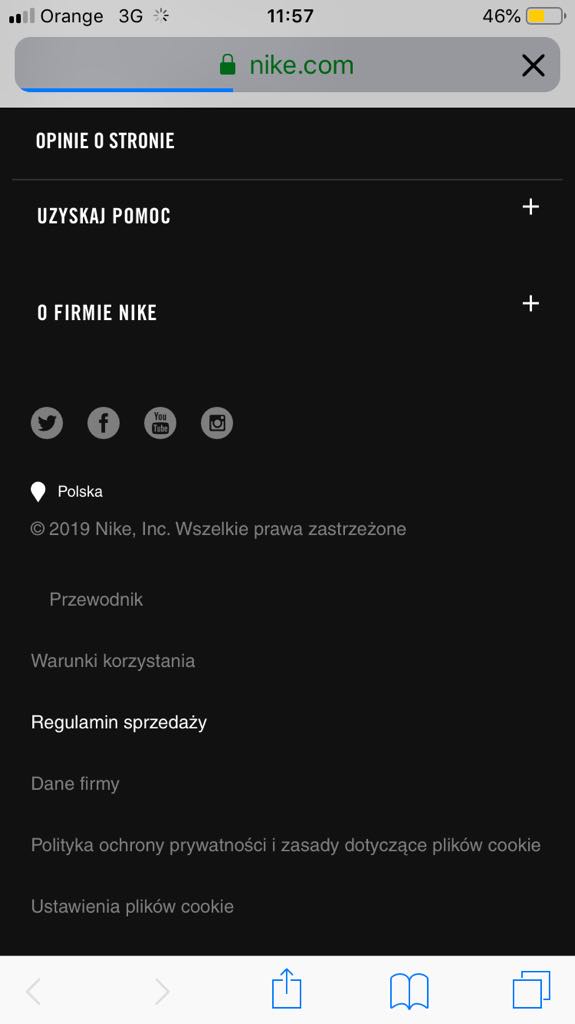 Orange 3G 11:57 46%
nike.com
OPINIE O STRONIE
UZYSKAJ POMOC +
O FIRMIE NIKE +
You
Tube
Polska
© 2019 Nike, Inc. Wszelkie prawa zastrzeżone
Przewodnik
Warunki korzystania
Regulamin sprzedaży
Dane firmy
Polityka ochrony prywatności i zasady dotyczące plików cookie
Ustawienia plików cookie